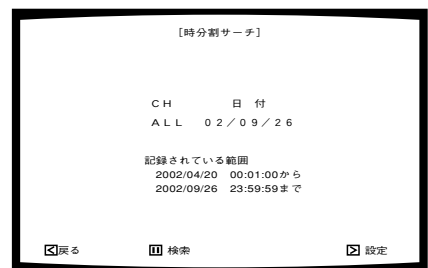 [時分割サーチ]
CH 日 付
ALL 02/09/26
記録されている範囲
2002/04/20 00:01:00から
2002/09/26 23:59:59まで
戻る 検索 設定